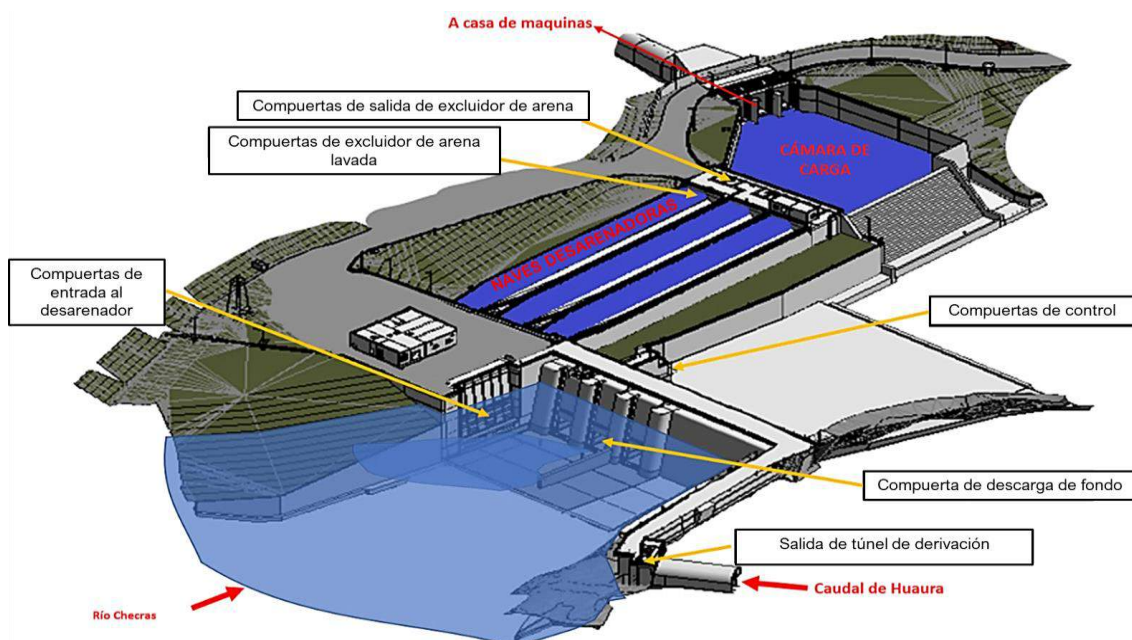 A casa de maquinas
Compuertas de salida de excluidor de arena
Compuertas de excluidor de arena
lavada
CÁMARA DE
CARGA
NAVES DESARENADORAS
Compuertas de
entrada al
desarenador
Compuertas de control
Compuerta de descarga de fondo
Salida de túnel de derivación
Caudal de Huaura
Río Checras